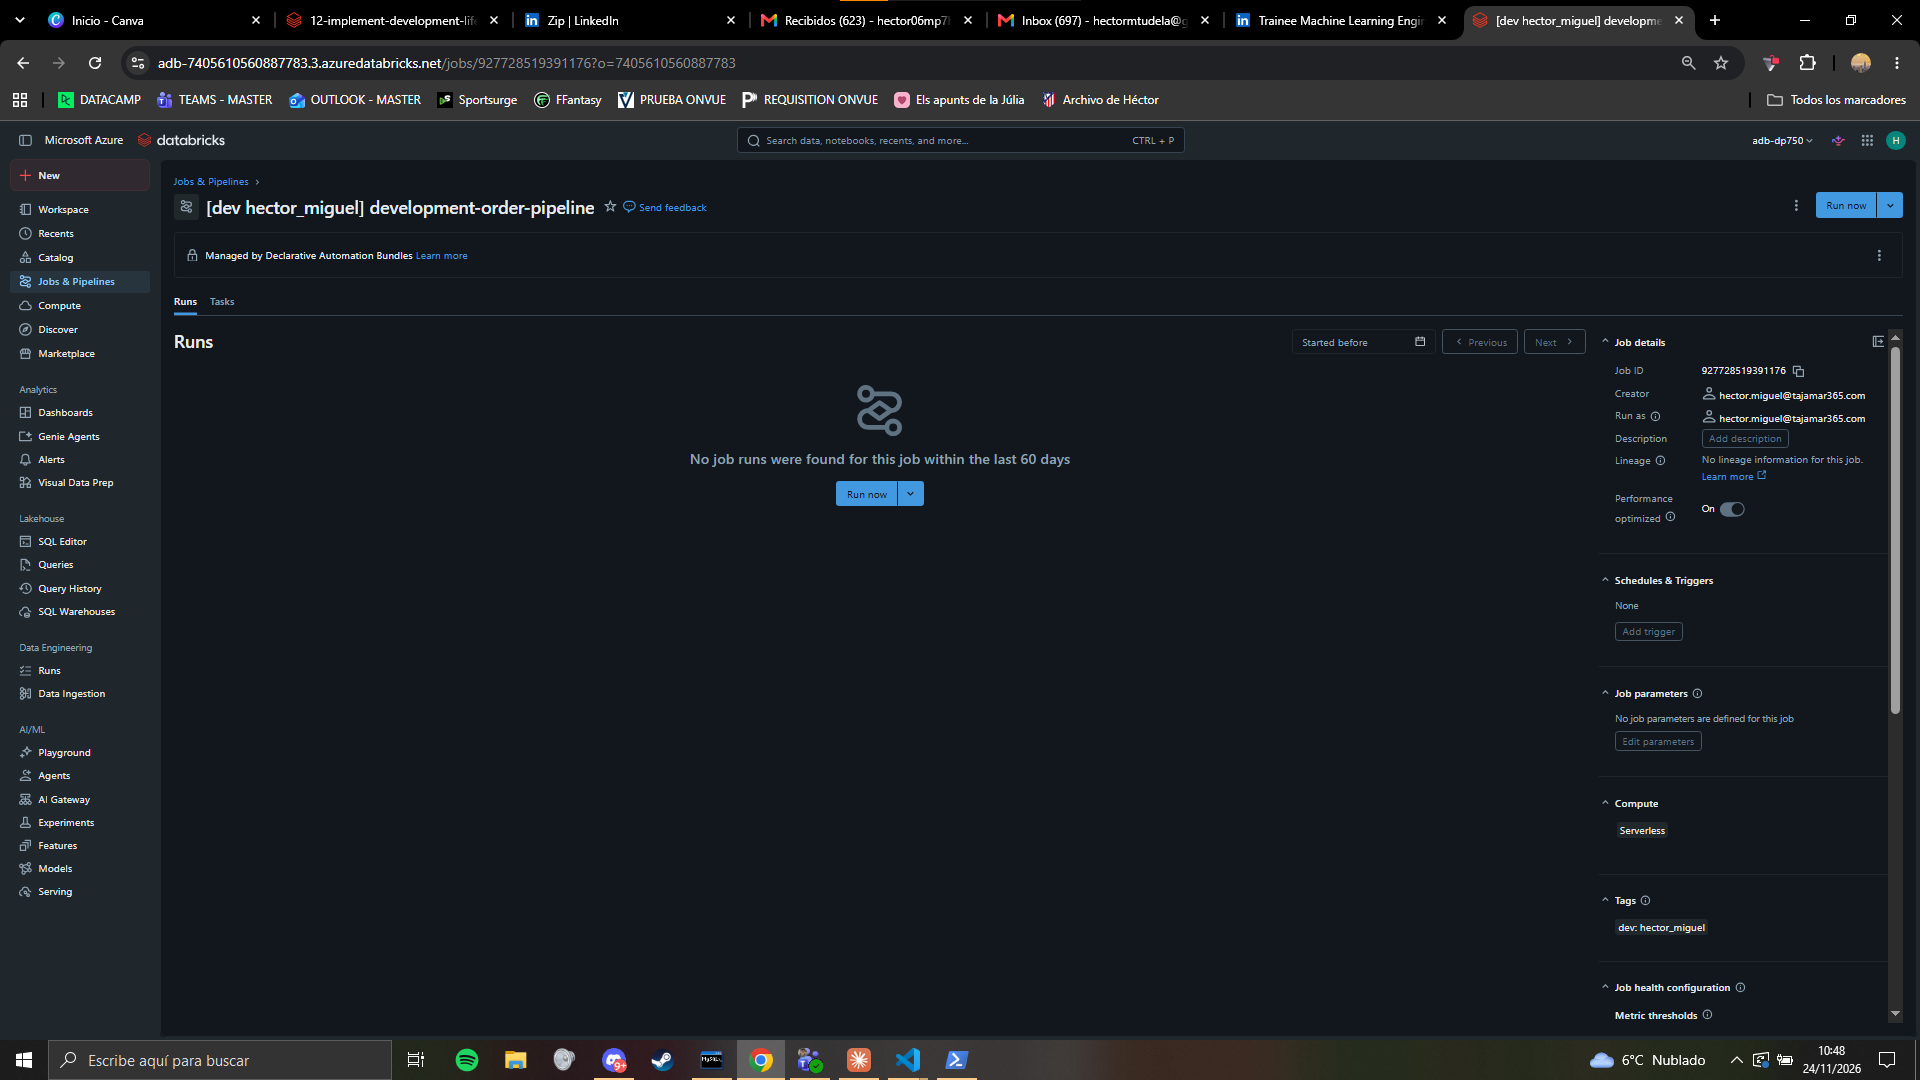 Inicio - Canva
12-implement-development-life
Zip | LinkedIn
Recibidos (623) - hector06mp7
Inbox (697) - hectormtudela@g
Trainee Machine Learning Engin
[dev hector_miguel] developme
adb-7405610560887783.3.azuredatabricks.net/jobs/927728519391176?o=7405610560887783
DATACAMP
TEAMS - MASTER
OUTLOOK - MASTER
Sportsurge
FFantasy
PRUEBA ONVUE
REQUISITION ONVUE
Els apunts de la Júlia
Archivo de Héctor
Todos los marcadores
Microsoft Azure
databricks
Search data, notebooks, recents, and more...
CTRL + P
adb-dp750
H
New
Workspace
Recents
Catalog
Jobs & Pipelines
Compute
Discover
Marketplace
Analytics
Dashboards
Genie Agents
Alerts
Visual Data Prep
Lakehouse
SQL Editor
Queries
Query History
SQL Warehouses
Data Engineering
Runs
Data Ingestion
AI/ML
Playground
Agents
AI Gateway
Experiments
Features
Models
Serving
Jobs & Pipelines
[dev hector_miguel] development-order-pipeline
Send feedback
Run now
Managed by Declarative Automation Bundles Learn more
Runs
Tasks
Runs
Started before
Previous
Next
No job runs were found for this job within the last 60 days
Run now
Job details
Job ID
927728519391176
Creator
hector.miguel@tajamar365.com
Run as
hector.miguel@tajamar365.com
Description
Add description
Lineage
No lineage information for this job.
Learn more
Performance
optimized
On
Schedules & Triggers
None
Add trigger
Job parameters
No job parameters are defined for this job
Edit parameters
Compute
Serverless
Tags
dev: hector_miguel
Job health configuration
Metric thresholds
Escribe aquí para buscar
9+
6°C Nublado
10:48
24/11/2026